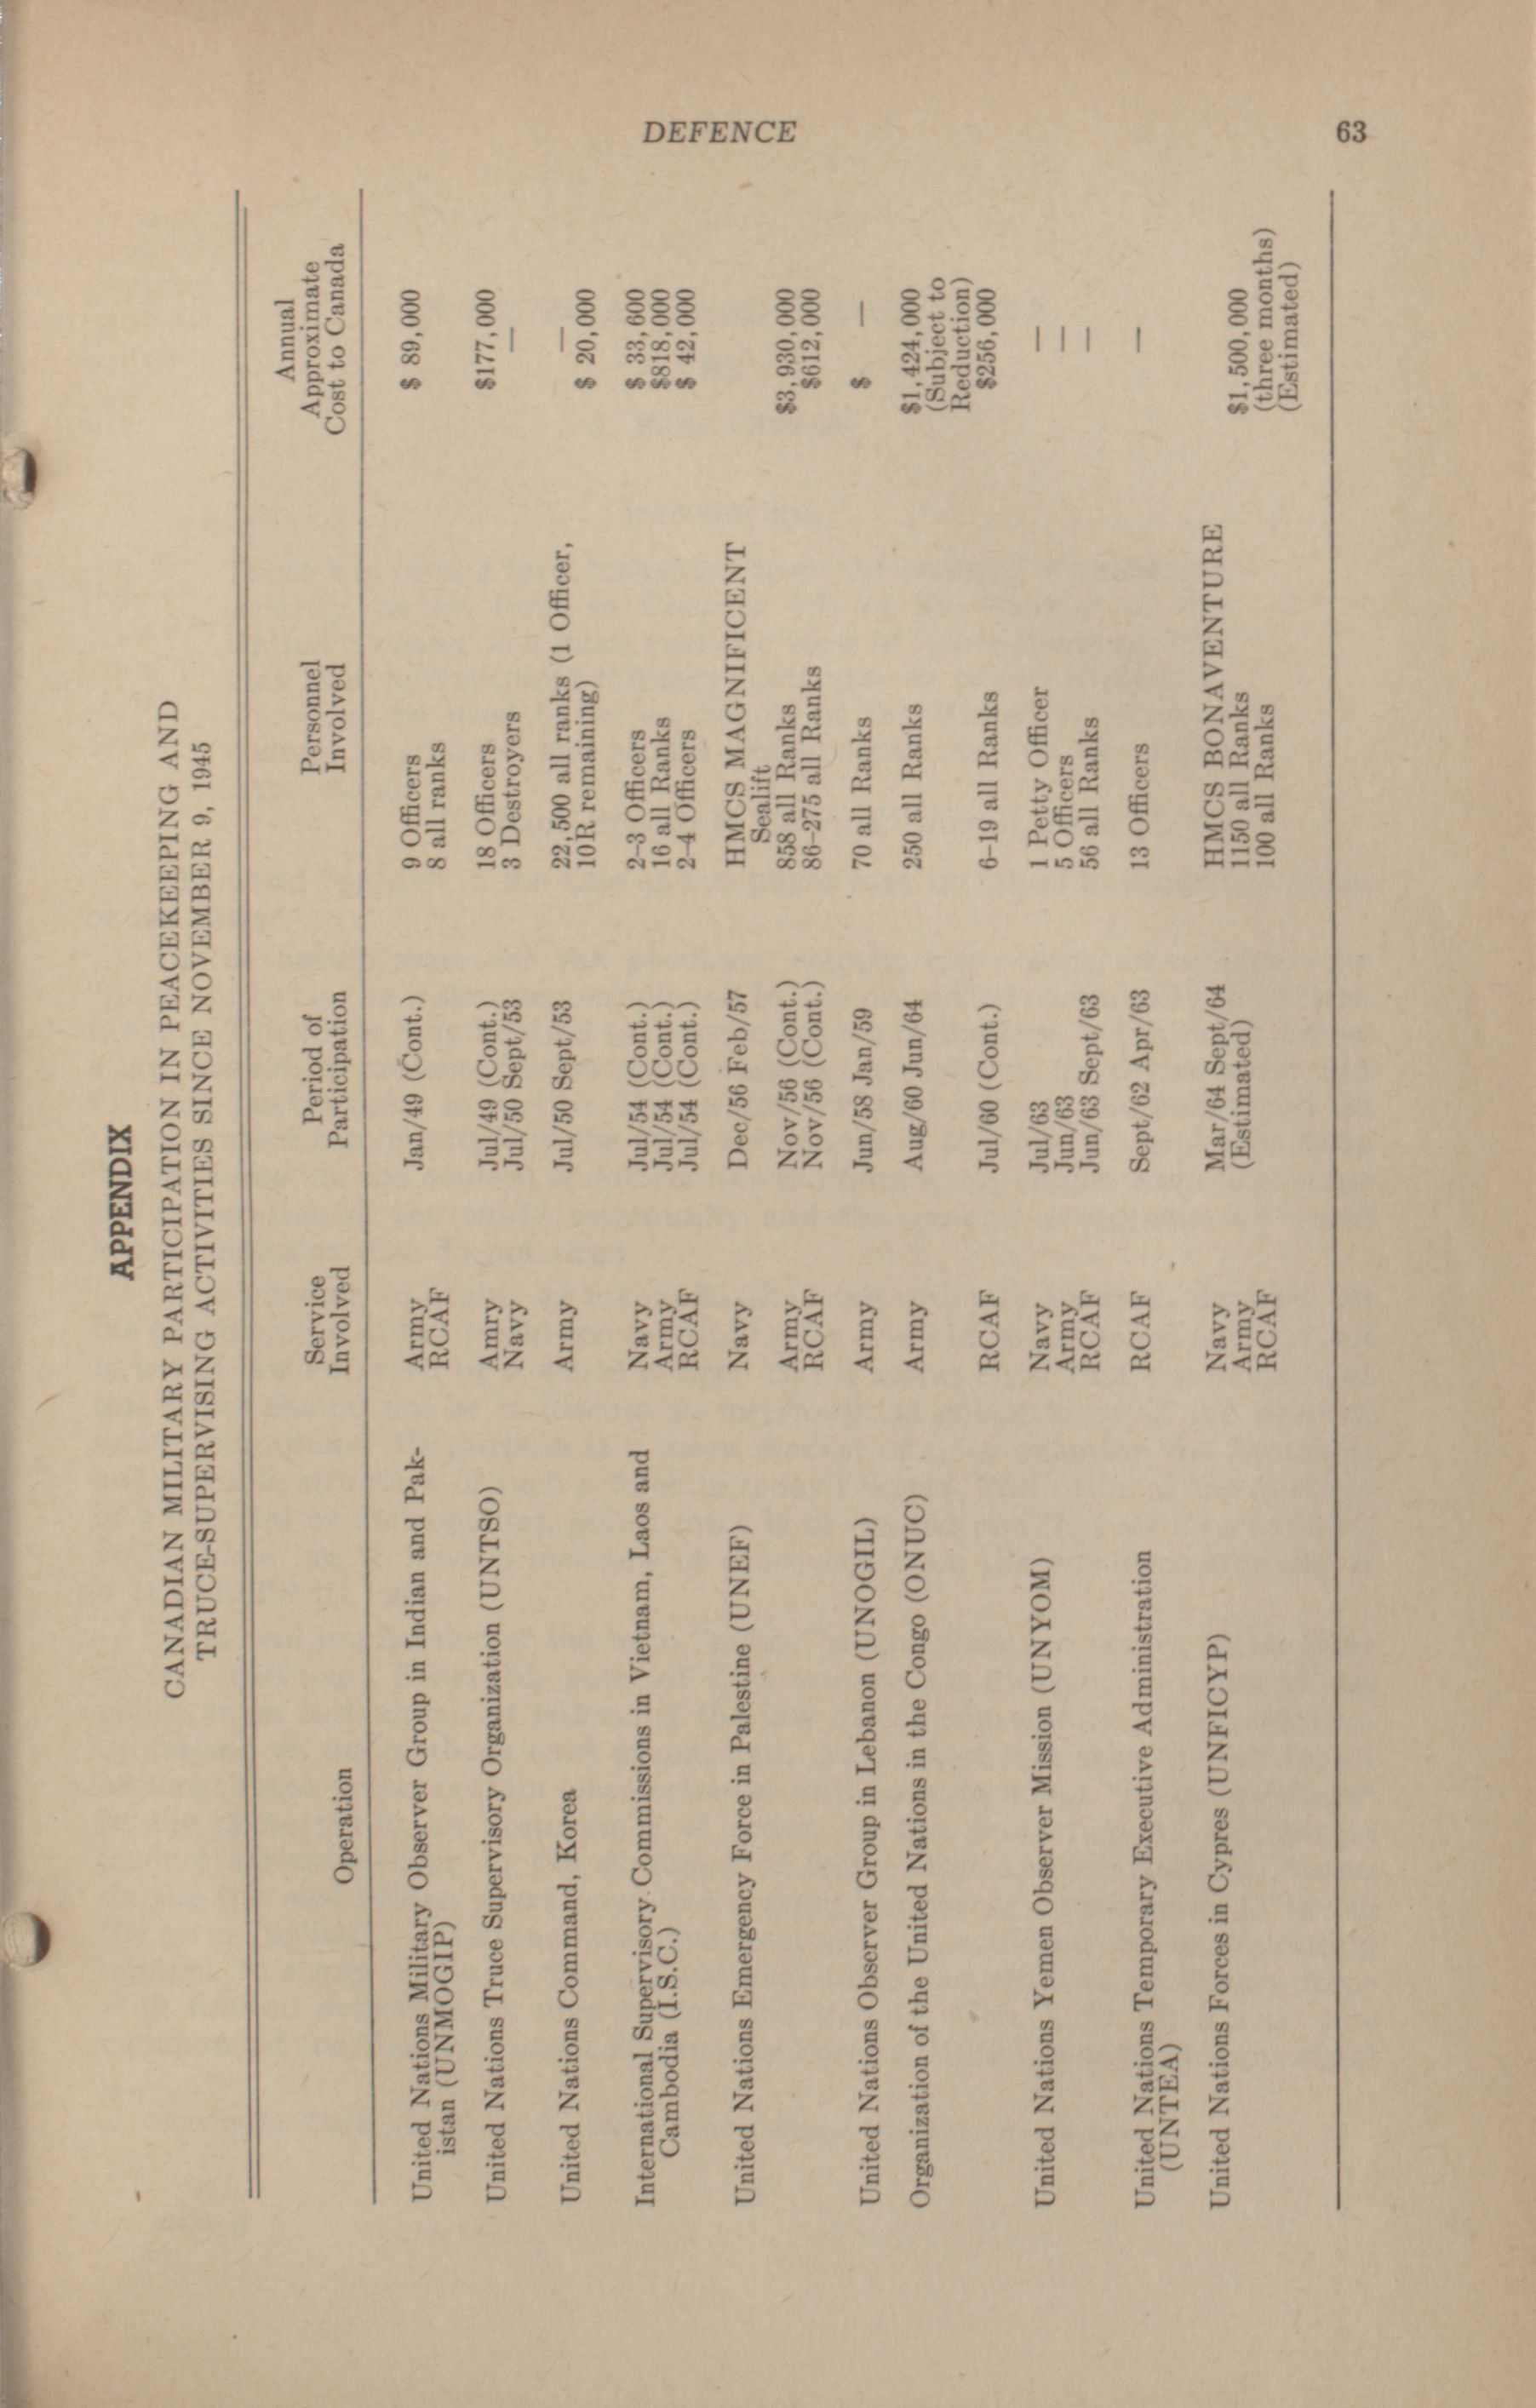 DEFENCE 63
APPENDIX
CANADIAN MILITARY PARTICIPATION IN PEACEKEEPING AND
TRUCE-SUPERVISING ACTIVITIES SINCE NOVEMBER 9, 1945
Operation Service Involved Period of Participation Personnel Involved Annual Approximate Cost to Canada
United Nations Military Observer Group in Indian and Pak- Army Jan/49 (Cont.) 9 Officers $ 89,000
istan (UNMOGIP) RCAF 8 all ranks
United Nations Truce Supervisory Organization (UNTSO) Amry Jul/49 (Cont.) 18 Officers $177,000
Navy Jul/50 Sept/53 3 Destroyers —
United Nations Command, Korea Army Jul/50 Sept/53 22,500 all ranks (1 Officer, —
10R remaining) $ 20,000
International Supervisory Commissions in Vietnam, Laos and Navy Jul/54 (Cont.) 2-3 Officers $ 33,600
Cambodia (I.S.C.) Army Jul/54 (Cont.) 16 all Ranks $818,000
RCAF Jul/54 (Cont.) 2-4 Officers $ 42,000
United Nations Emergency Force in Palestine (UNEF) Navy Dec/56 Feb/57 HMCS MAGNIFICENT
Sealift
Army Nov/56 (Cont.) 858 all Ranks $3,930,000
RCAF Nov/56 (Cont.) 86-275 all Ranks $612,000
United Nations Observer Group in Lebanon (UNOGIL) Army Jun/58 Jan/59 70 all Ranks $ —
Organization of the United Nations in the Congo (ONUC) Army Aug/60 Jun/64 250 all Ranks $1,424,000
(Subject to
Reduction)
RCAF Jul/60 (Cont.) 6-19 all Ranks $256,000
United Nations Yemen Observer Mission (UNYOM) Navy Jul/63 1 Petty Officer —
Army Jun/63 5 Officers —
RCAF Jun/63 Sept/63 56 all Ranks —
United Nations Temporary Executive Administration RCAF Sept/62 Apr/63 13 Officers —
(UNTEA)
United Nations Forces in Cypres (UNFICYP) Navy Mar/64 Sept/64 HMCS BONAVENTURE
Army (Estimated) 1150 all Ranks $1,500,000
RCAF 100 all Ranks (three months)
(Estimated)